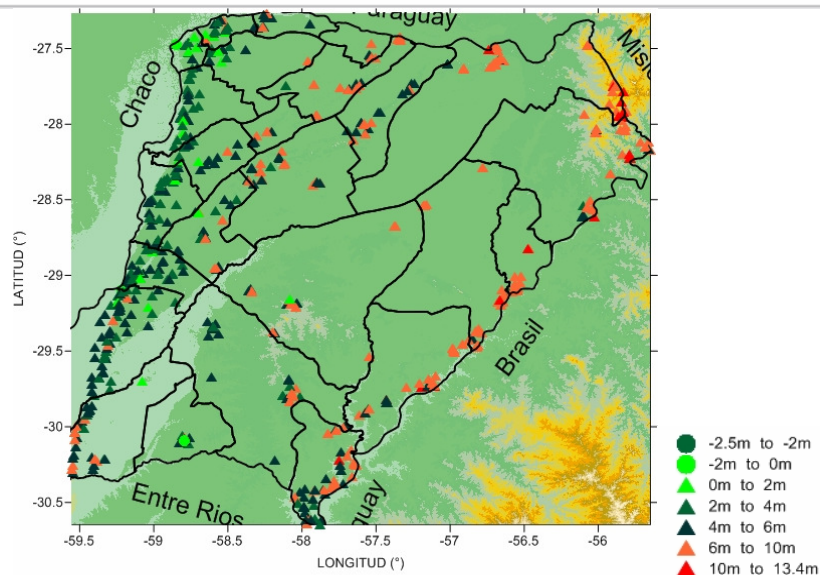 Paraguay
Misio
Chaco
-27.5
-28
-28.5
-29
-29.5
-30
-30.5
LATITUD (°)
Brasil
Entre Rios
guay
-59.5 -59 -58.5 -58 -57.5 -57 -56.5 -56
LONGITUD (°)
-2.5m to -2m
-2m to 0m
0m to 2m
2m to 4m
4m to 6m
6m to 10m
10m to 13.4m